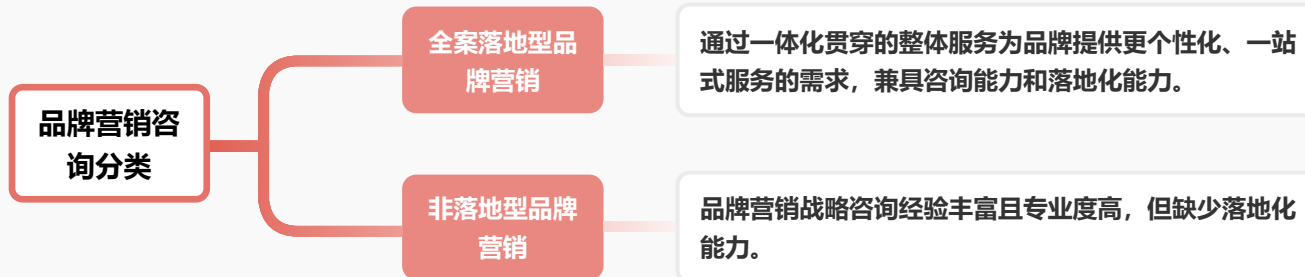 品牌营销咨
询分类
全案落地型品
牌营销
通过一体化贯穿的整体服务为品牌提供更个性化、一站
式服务的需求，兼具咨询能力和落地化能力。
非落地型品牌
营销
品牌营销战略咨询经验丰富且专业度高，但缺少落地化
能力。